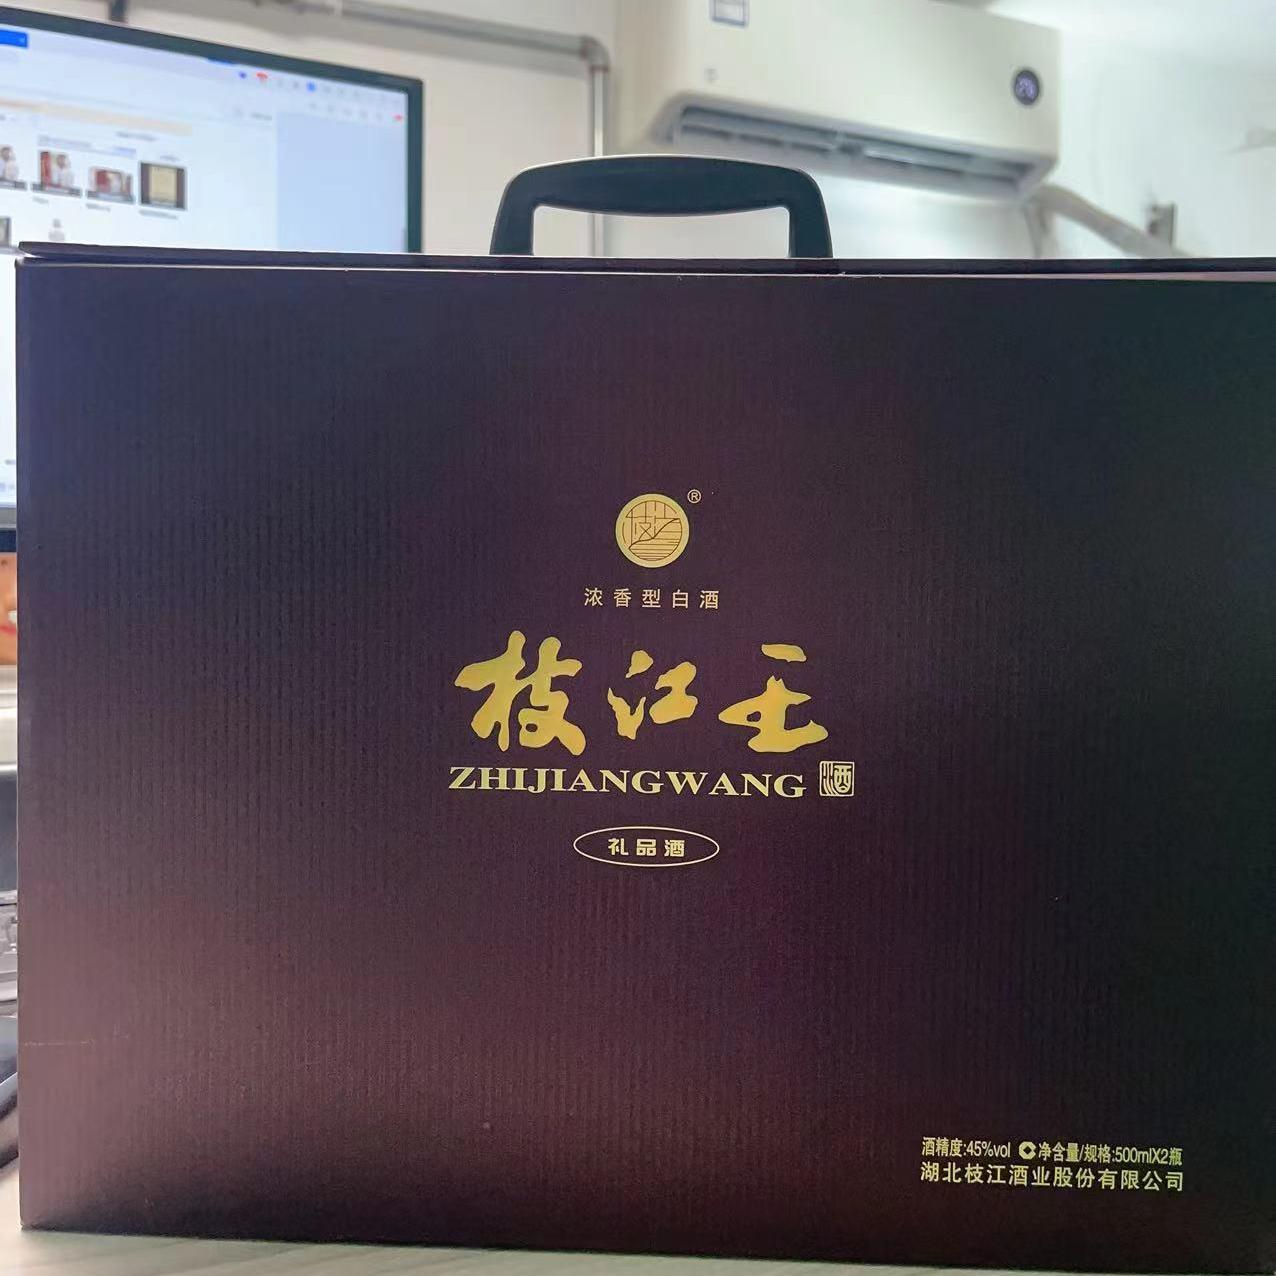 ®
枝江
浓香型白酒
枝江王
ZHIJIANGWANG 酒
礼品酒
酒精度:45%vol 净含量/规格:500mlX2瓶
湖北枝江酒业股份有限公司